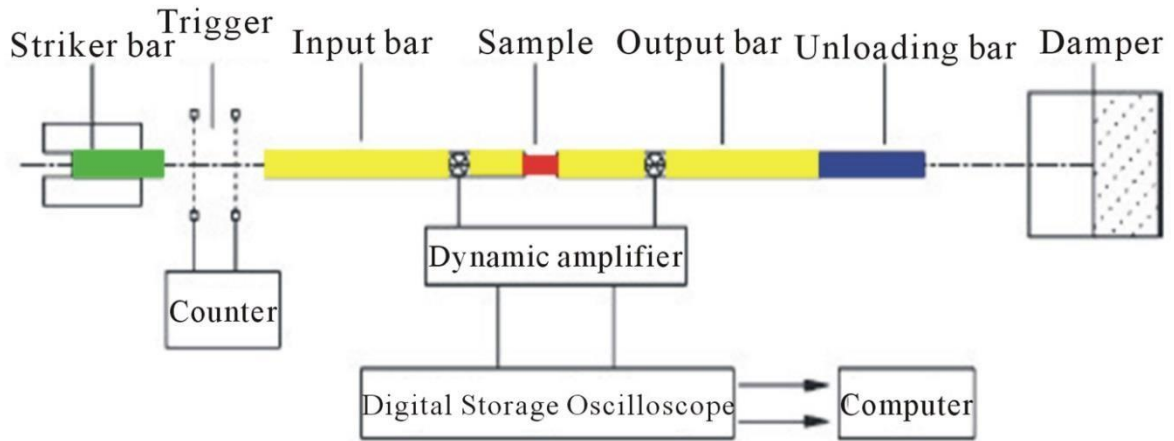 Striker bar
Trigger
Input bar
Sample
Output bar
Unloading bar
Damper
Dynamic amplifier
Counter
Digital Storage Oscilloscope
Computer